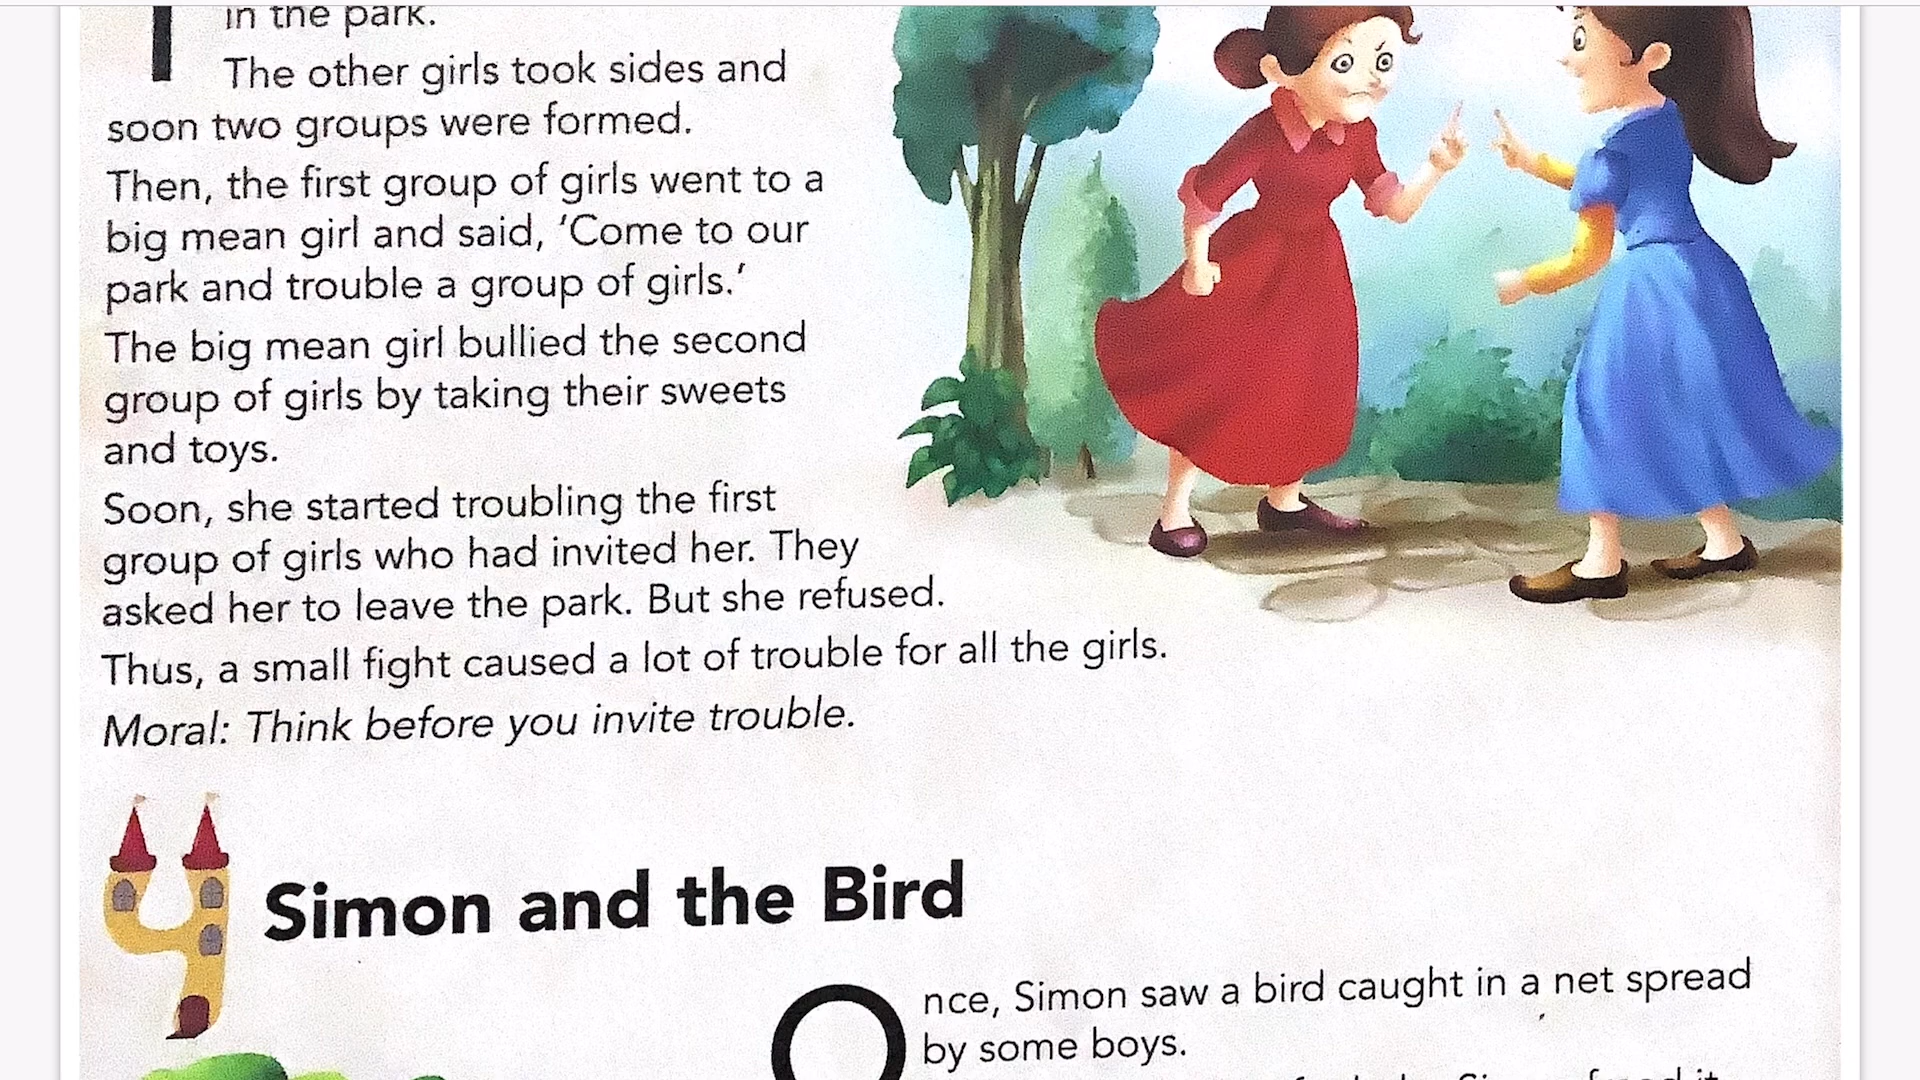 in the park.
The other girls took sides and
soon two groups were formed.
Then, the first group of girls went to a
big mean girl and said, ‘Come to our
park and trouble a group of girls.’
The big mean girl bullied the second
group of girls by taking their sweets
and toys.
Soon, she started troubling the first
group of girls who had invited her. They
asked her to leave the park. But she refused.
Thus, a small fight caused a lot of trouble for all the girls.
Moral: Think before you invite trouble.
4 Simon and the Bird
Once, Simon saw a bird caught in a net spread
by some boys.